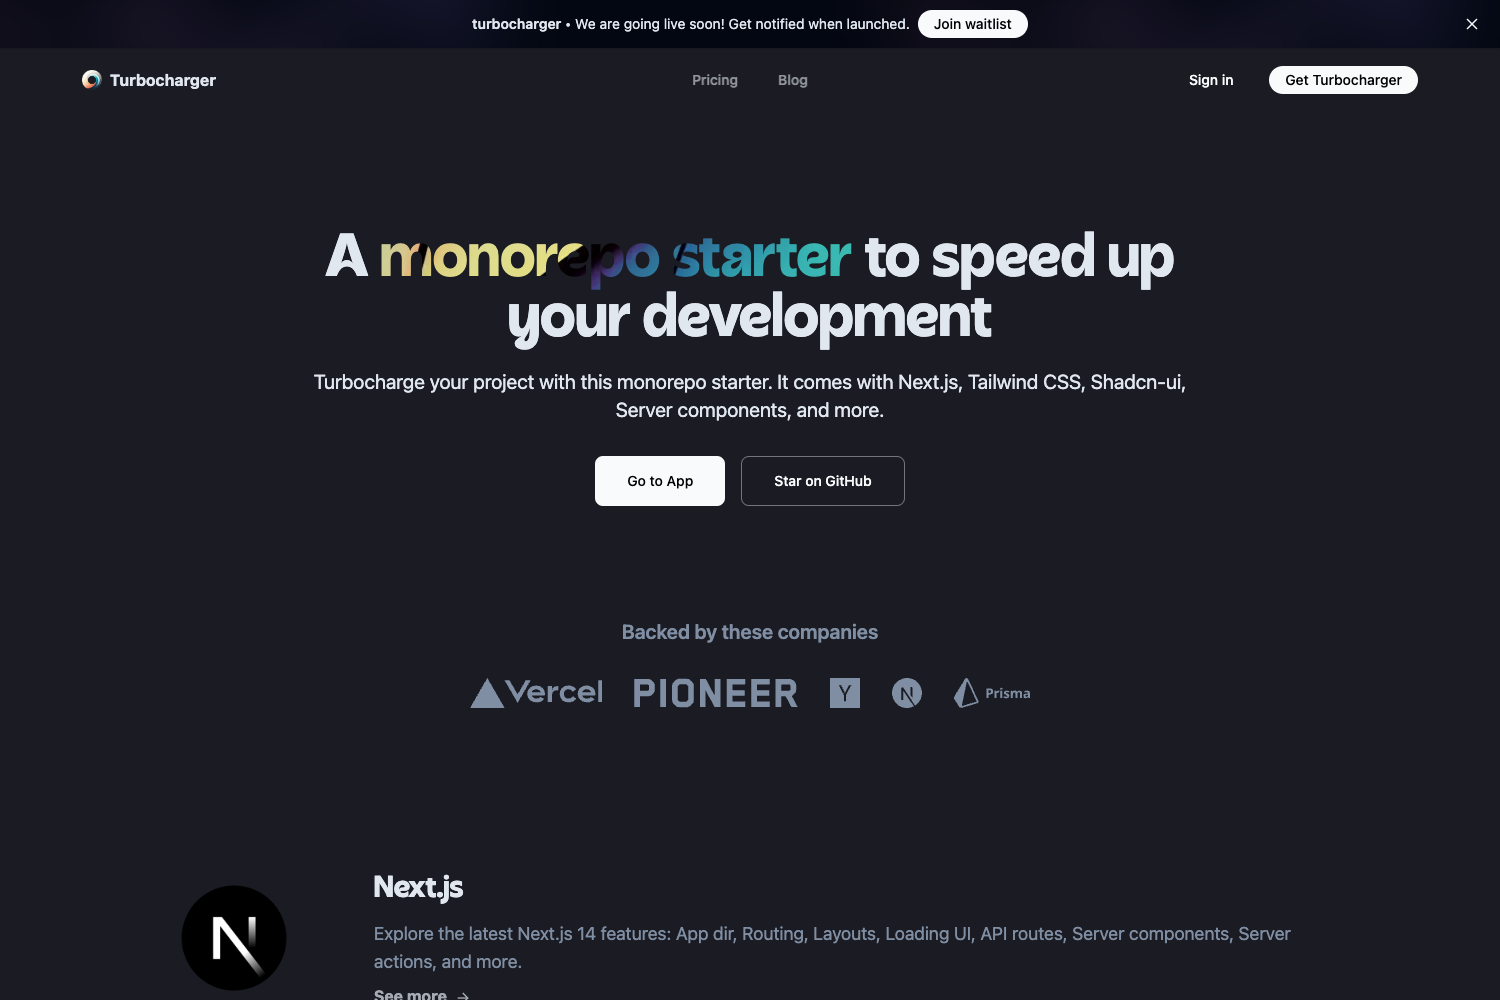 turbocharger • We are going live soon! Get notified when launched. Join waitlist
Turbocharger Pricing Blog Sign in Get Turbocharger
A monorepo starter to speed up
your development
Turbocharge your project with this monorepo starter. It comes with Next.js, Tailwind CSS, Shadcn-ui,
Server components, and more.
Go to App Star on GitHub
Backed by these companies
Vercel PIONEER Y N Prisma
N
Next.js
Explore the latest Next.js 14 features: App dir, Routing, Layouts, Loading UI, API routes, Server components, Server
actions, and more.
See more →